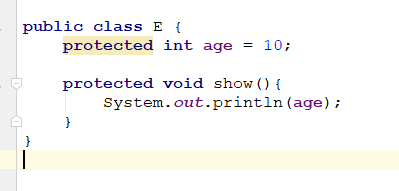 public class E {
    protected int age = 10;

    protected void show(){
        System.out.println(age);
    }
}